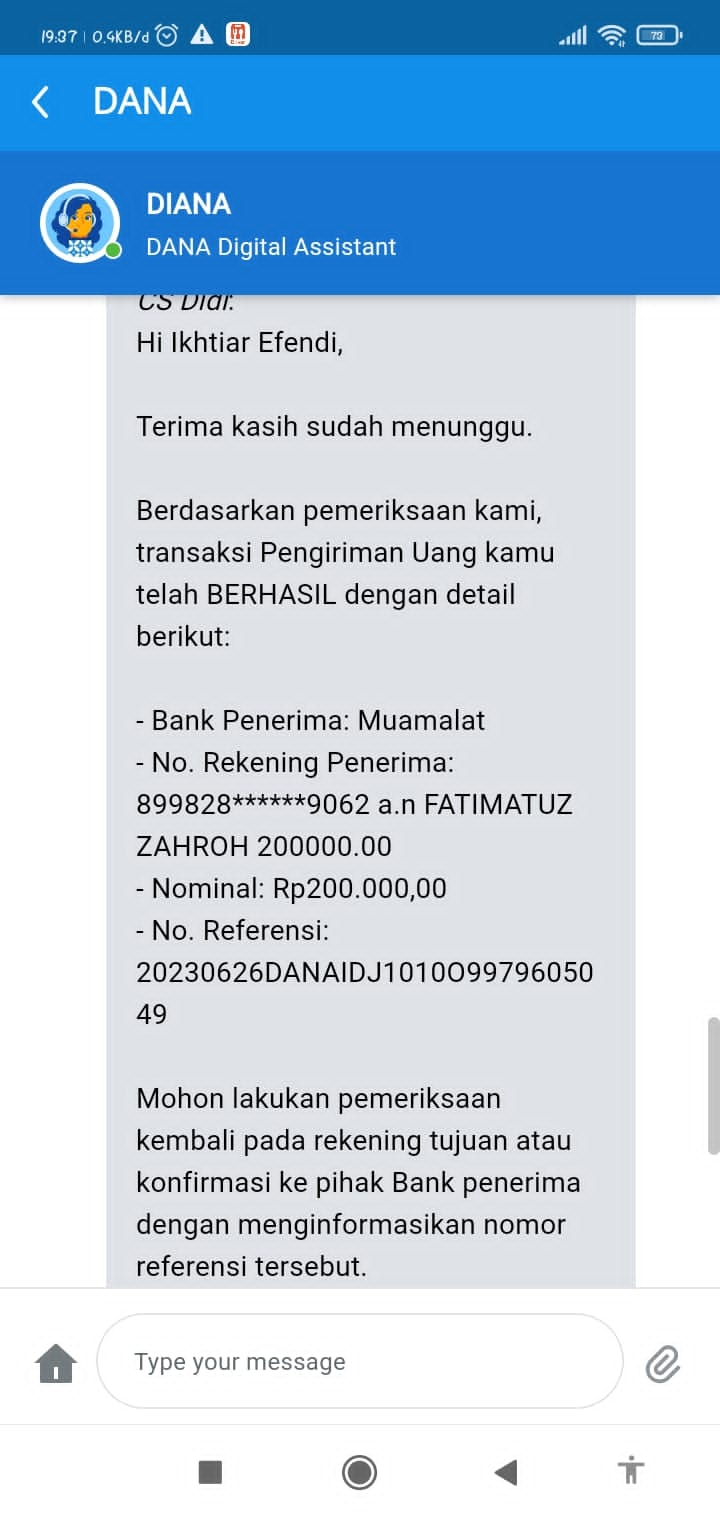 19.37 | 0,4KB/d
73
DANA
DIANA
DANA Digital Assistant
CS Didi:
Hi Ikhtiar Efendi,
Terima kasih sudah menunggu.
Berdasarkan pemeriksaan kami,
transaksi Pengiriman Uang kamu
telah BERHASIL dengan detail
berikut:
- Bank Penerima: Muamalat
- No. Rekening Penerima:
899828******9062 a.n FATIMATUZ
ZAHROH 200000.00
- Nominal: Rp200.000,00
- No. Referensi:
20230626DANAIDJ1010O99796050
49
Mohon lakukan pemeriksaan
kembali pada rekening tujuan atau
konfirmasi ke pihak Bank penerima
dengan menginformasikan nomor
referensi tersebut.
Type your message